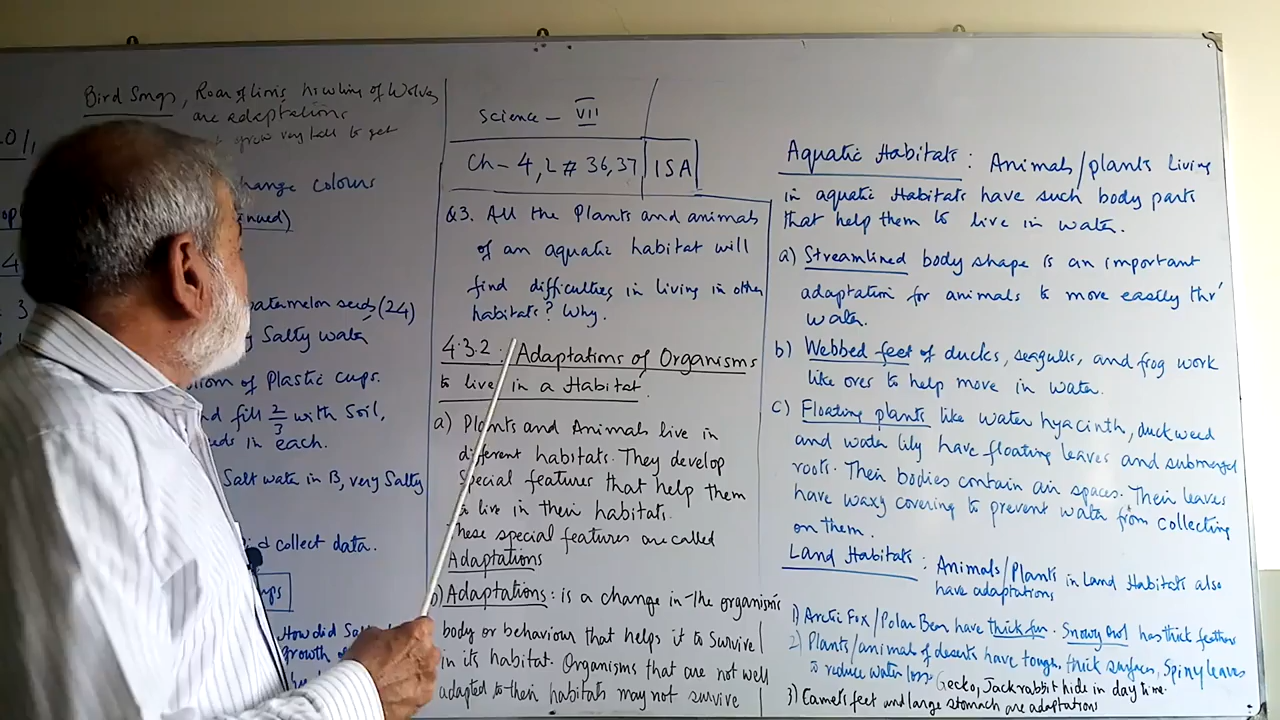 Bird Songs, Roar of lions, howling of Wolves
are adaptations
grow very tall to get
hange colours
watermelon seeds (24)
Salty water
tom of Plastic cups.
d fill 2/3 with Soil,
eds in each.
Salt water in B, very Salty
d collect data.
How did Sal
growth of
Science - VII
Ch-4, L # 36,37 ISA
Q3. All the Plants and animals
of an aquatic habitat will
find difficulties in living in other
habitats? Why.
4.3.2: Adaptations of Organisms
to live in a Habitat.
a) Plants and Animals live in
different habitats. They develop
Special features that help them
live in their habitats.
These special features are called
Adaptations
b) Adaptations: is a change in the organism's
body or behaviour that helps it to Survive
in its habitat. Organisms that are not well
adapted to their habitats may not survive
Aquatic Habitats: Animals/plants living
in aquatic Habitats have such body parts
that help them to live in water.
a) Streamlined body shape is an important
adaptation for animals to move easily thr'
water.
b) Webbed feet of ducks, seagulls, and frog work
like ores to help move in water.
c) Floating plants like water hyacinth, duckweed
and water lily have floating leaves and submerged
roots. Their bodies contain air spaces. Their leaves
have waxy covering to prevent water from collecting
on them.
Land Habitats: Animals/Plants in Land Habitats also
have adaptations
1) Arctic Fox/Polar Bear have thick fur. Snowy owl has thick feathers
2) Plants/animals of deserts have tough, thick surfaces, Spiny leaves
to reduce water loss. Gecko, Jack rabbit hide in day time.
3) Camel's feet and large stomach are adaptations